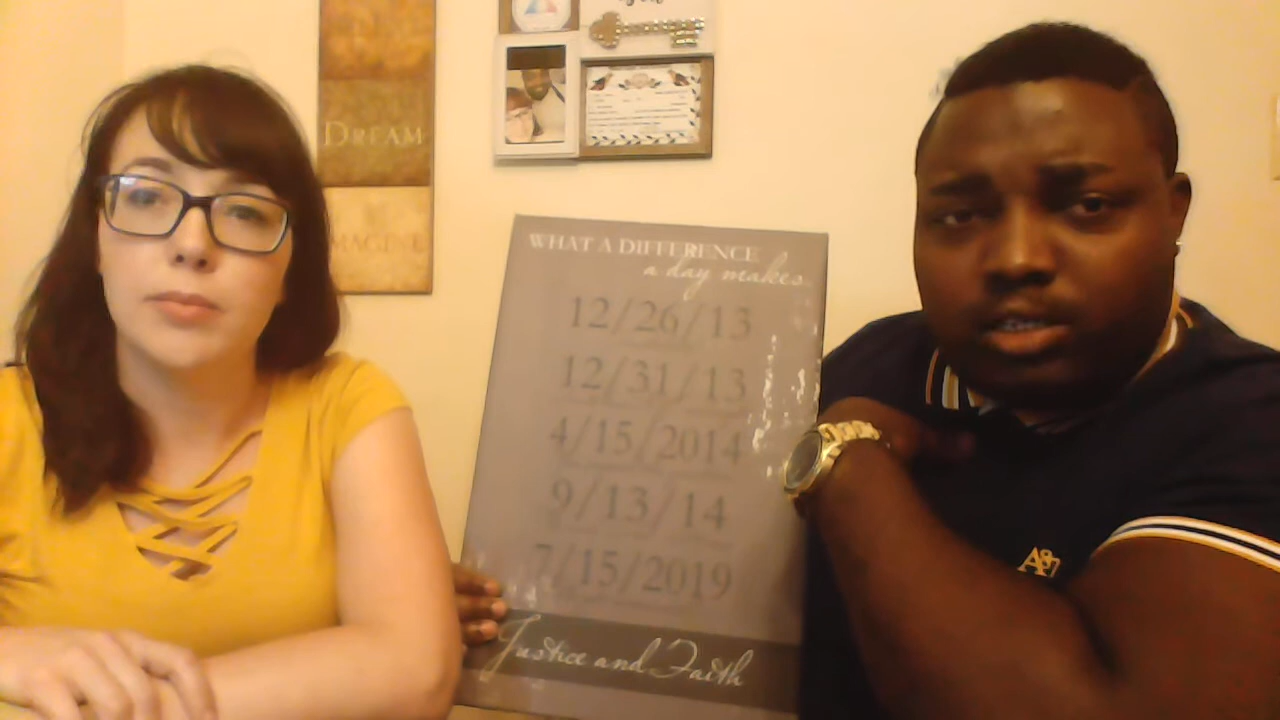 DREAM
IMAGINE
WHAT A DIFFERENCE
a day makes
12/26/13
12/31/13
4/15/2014
9/13/14
7/15/2019
Justice and Faith
A87